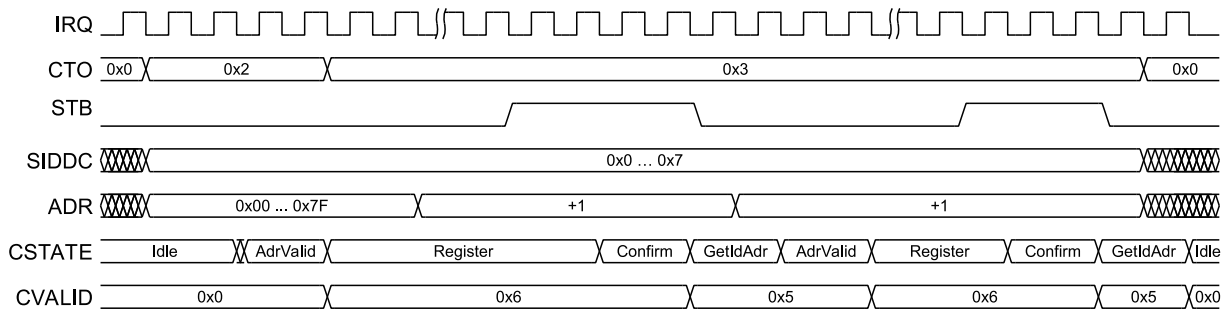 IRQ
CTO 0x0 0x2 0x3 0x0
STB
SIDDC 0x0 ... 0x7
ADR 0x00 ... 0x7F +1 +1
CSTATE Idle AdrValid Register Confirm GetIdAdr AdrValid Register Confirm GetIdAdr Idle
CVALID 0x0 0x6 0x5 0x6 0x5 0x0